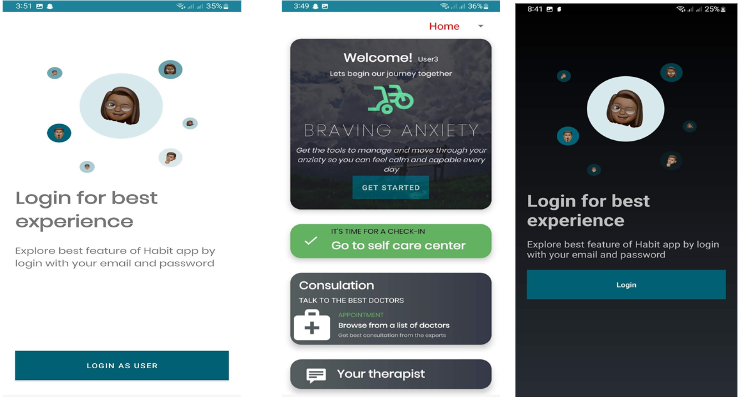 3:51
35%
Login for best
experience
Explore best feature of Habit app by
login with your email and password
LOGIN AS USER
3:49
36%
Home
Welcome! User3
Lets begin our journey together
BRAVING ANXIETY
Get the tools to manage and move through your
anzioty so you can feel calm and capable every
day
GET STARTED
IT'S TIME FOR A CHECK-IN
Go to self care center
Consulation
TALK TO THE BEST DOCTORS
APPOINTMENT
Browse from a list of doctors
Get best consultation from the experts
Your therapist
8:41
25%
Login for best
experience
Explore best feature of Habit app by login
with your email and password
Login